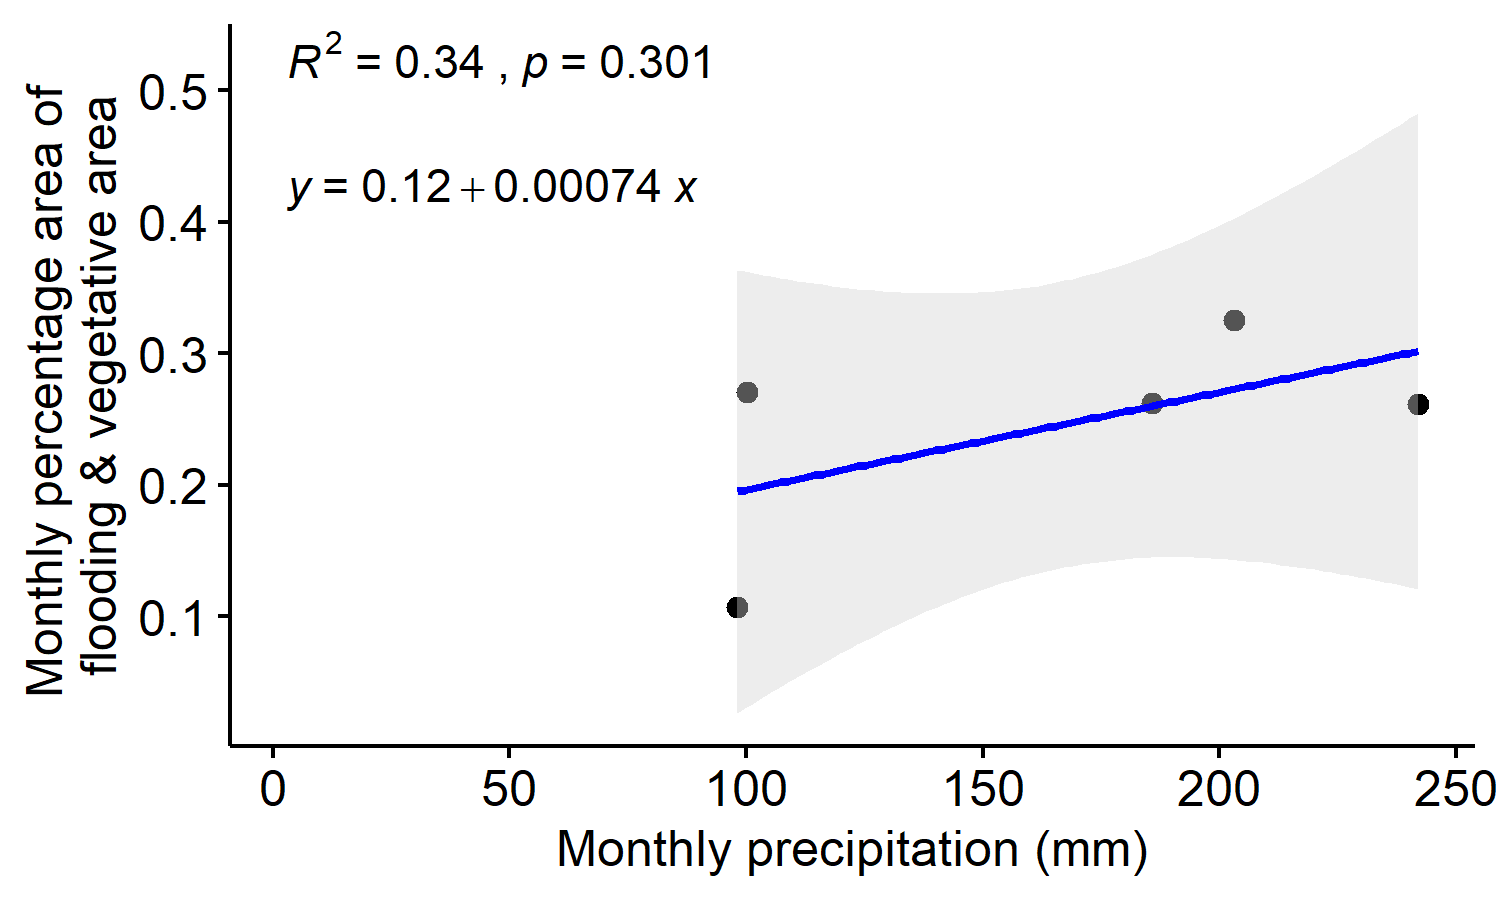 R² = 0.34 , p = 0.301
y = 0.12 + 0.00074 x
Monthly percentage area of
flooding & vegetative area
0.5
0.4
0.3
0.2
0.1
0 50 100 150 200 250
Monthly precipitation (mm)